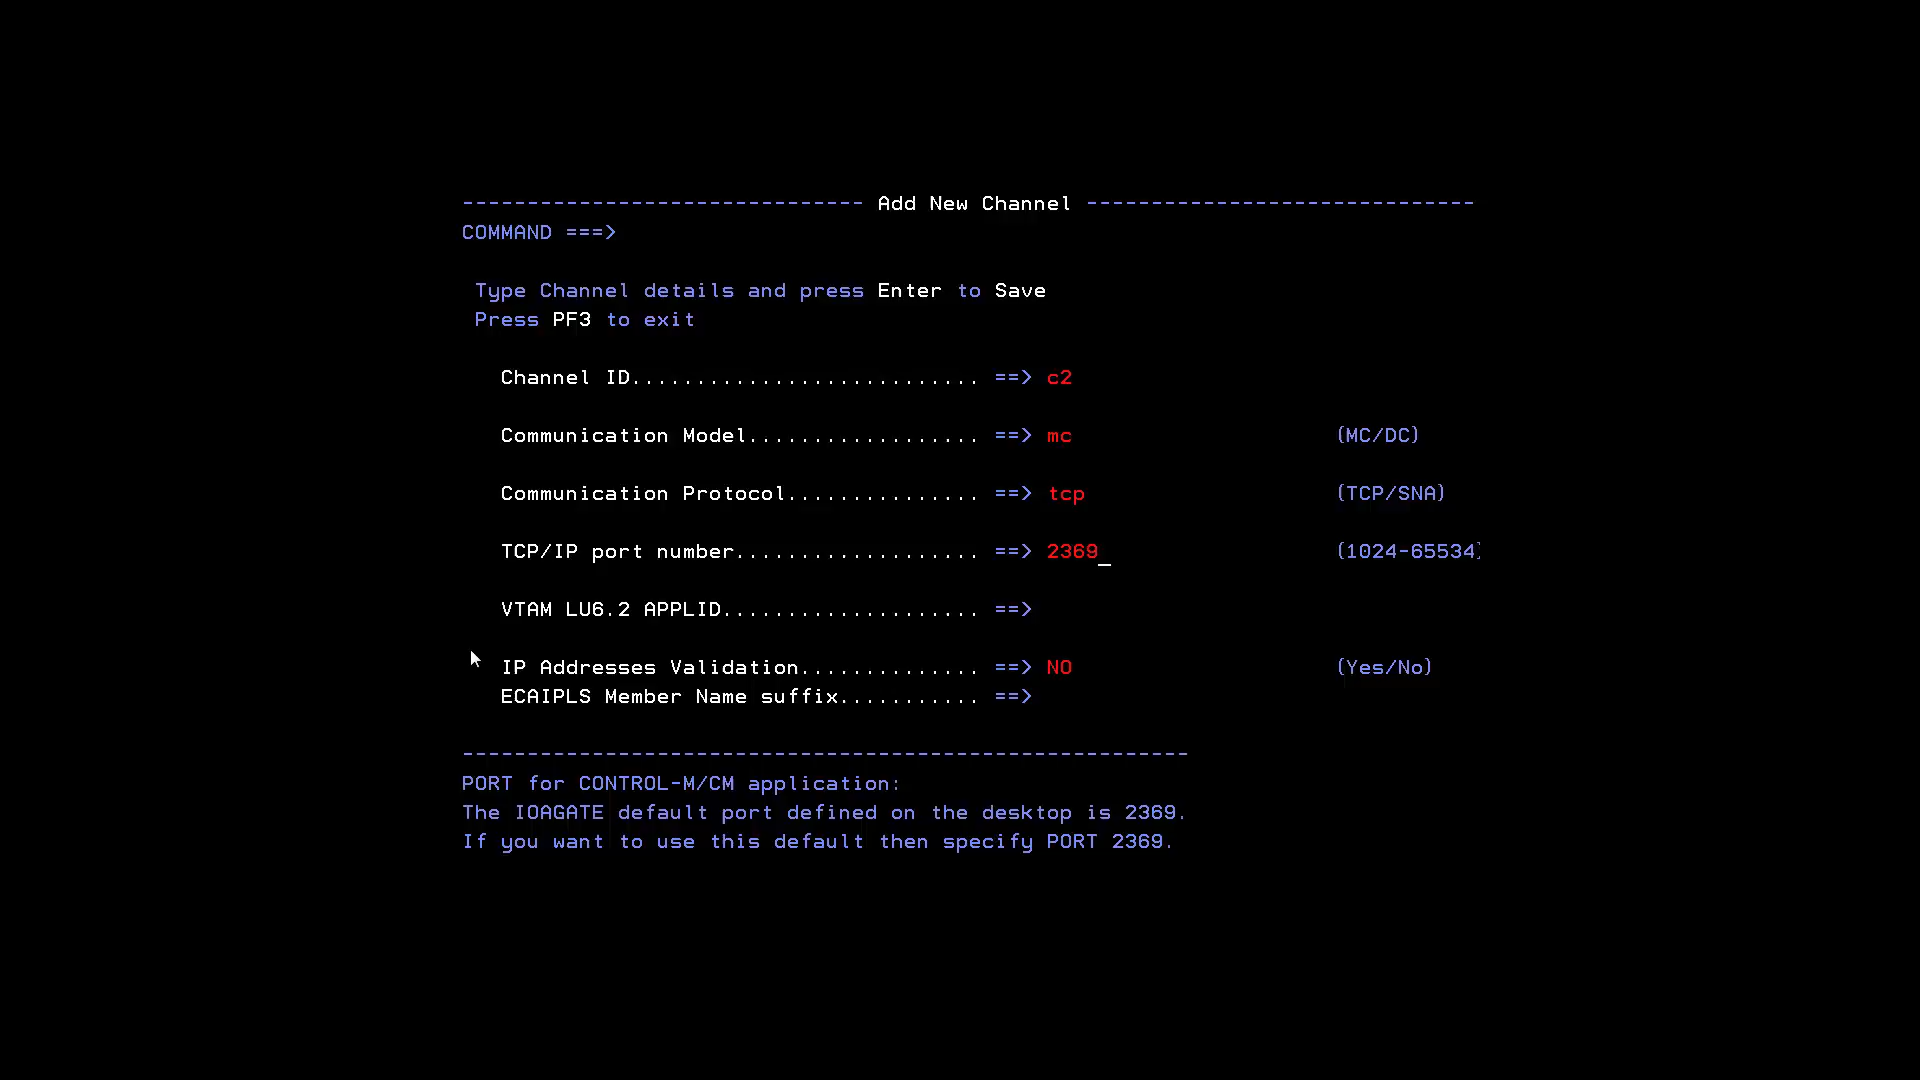 ------------------------------- Add New Channel ------------------------------
COMMAND ===>
Type Channel details and press Enter to Save
Press PF3 to exit
Channel ID........................... ==> c2
Communication Model.................. ==> mc (MC/DC)
Communication Protocol............... ==> tcp (TCP/SNA)
TCP/IP port number................... ==> 2369_ (1024-65534)
VTAM LU6.2 APPLID.................... ==>
IP Addresses Validation.............. ==> NO (Yes/No)
ECAIPLS Member Name suffix........... ==>
--------------------------------------------------------
PORT for CONTROL-M/CM application:
The IOAGATE default port defined on the desktop is 2369.
If you want to use this default then specify PORT 2369.